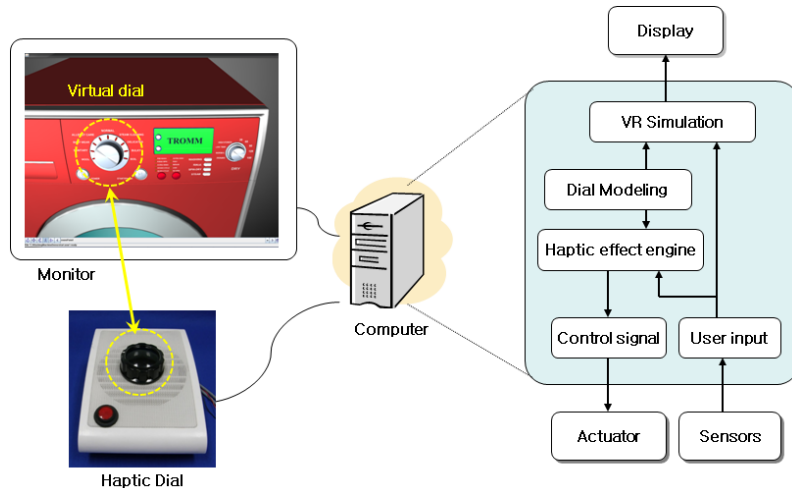 Virtual dial
TROMM
Monitor
Haptic Dial
Computer
Display
VR Simulation
Dial Modeling
Haptic effect engine
Control signal
User input
Actuator
Sensors